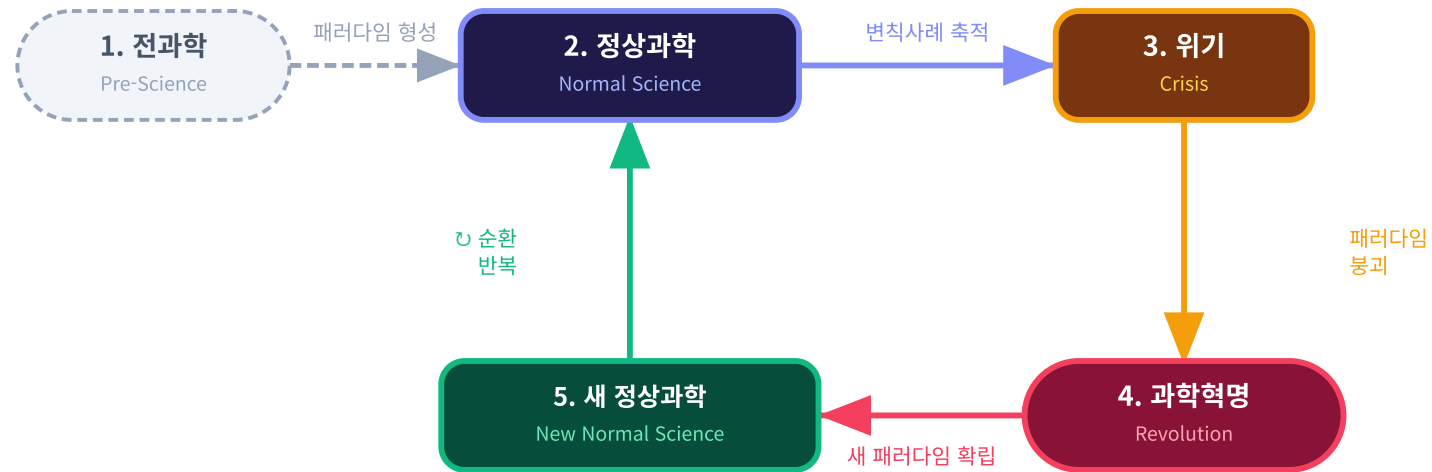 1. 전과학
Pre-Science
패러다임 형성
2. 정상과학
Normal Science
변칙사례 축적
3. 위기
Crisis
패러다임
붕괴
4. 과학혁명
Revolution
새 패러다임 확립
5. 새 정상과학
New Normal Science
↻ 순환
반복